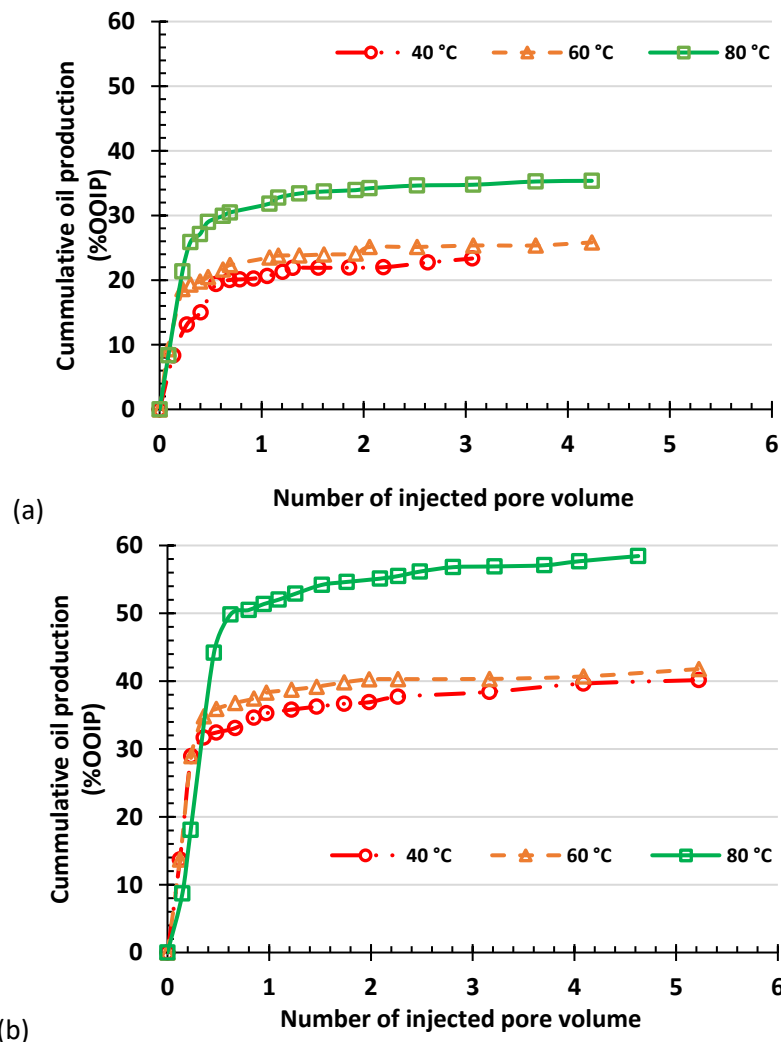 60
50
40
30
20
10
0
Cummulative oil production
(%OOIP)
40 °C
60 °C
80 °C
0 1 2 3 4 5 6
Number of injected pore volume
(a)
60
50
40
30
20
10
0
Cummulative oil production
(%OOIP)
40 °C
60 °C
80 °C
0 1 2 3 4 5 6
Number of injected pore volume
(b)